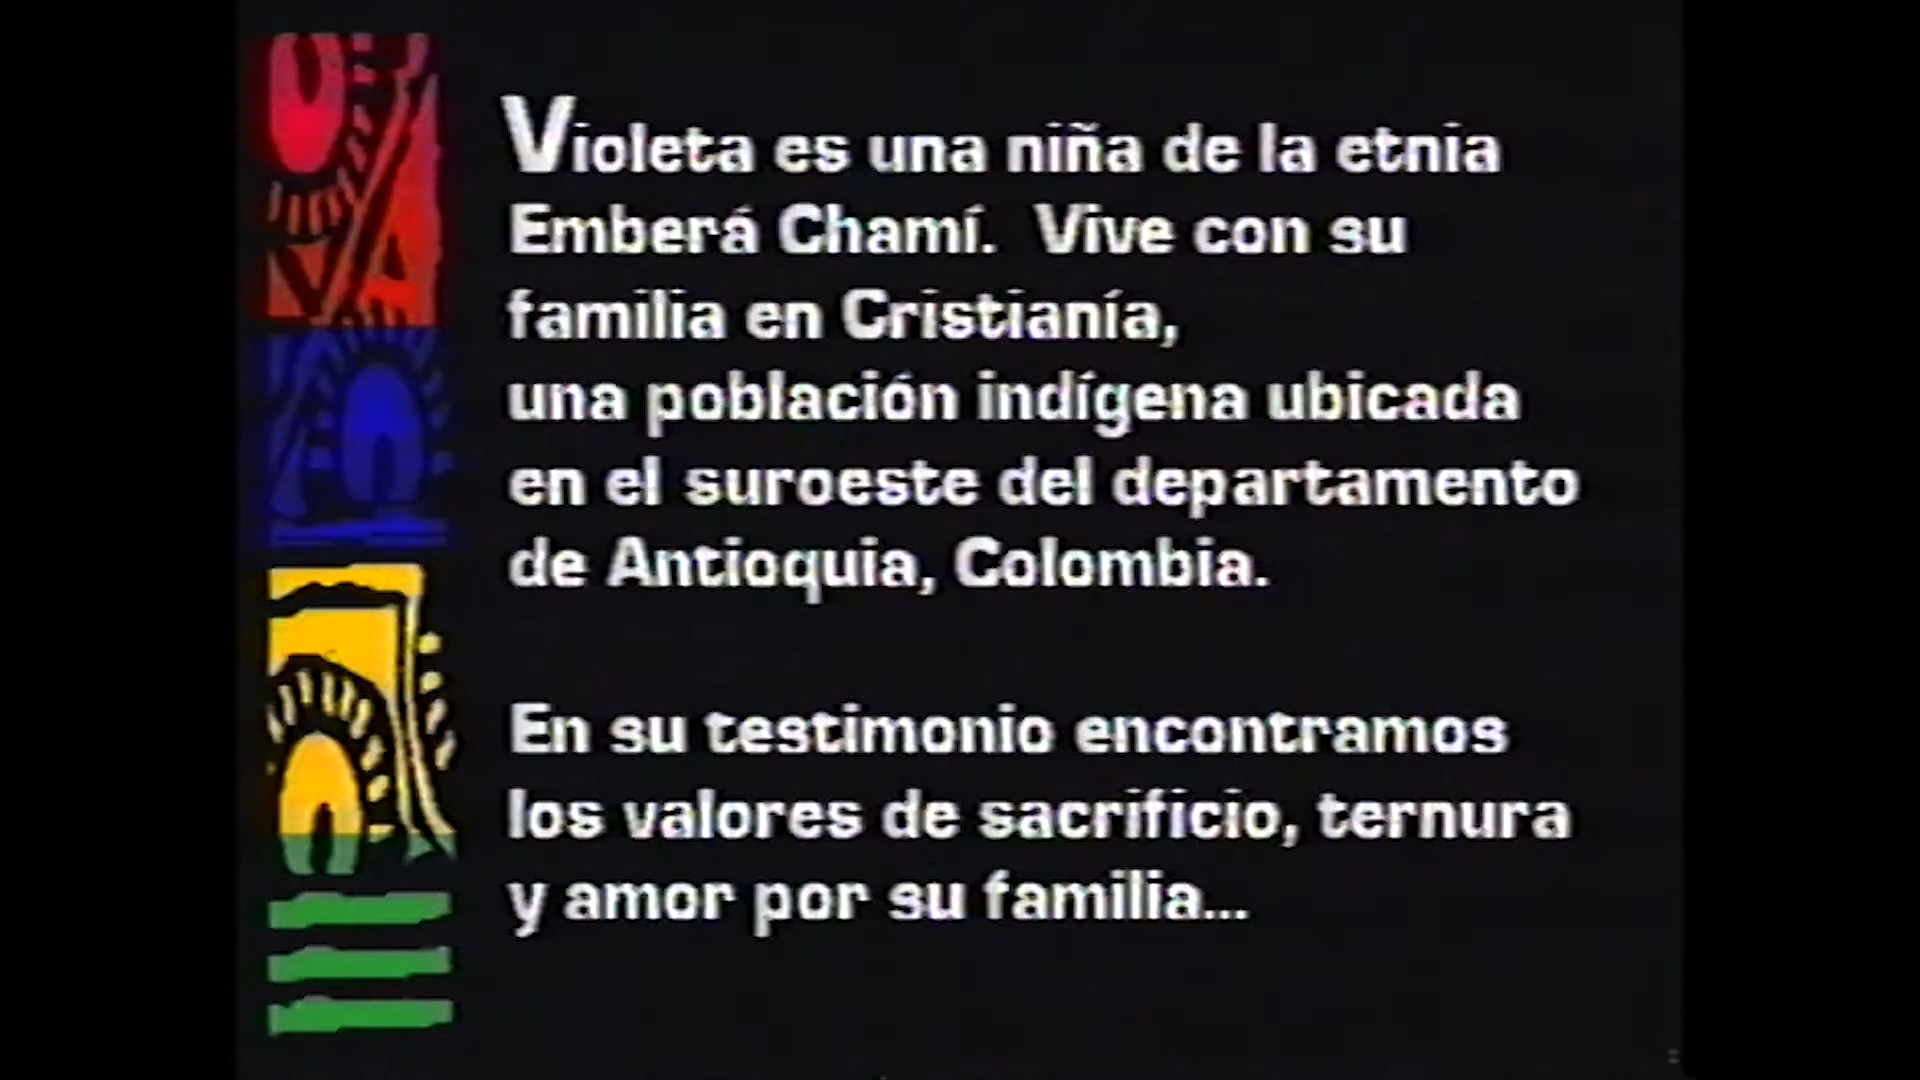 Violeta es una niña de la etnia
Emberá Chamí. Vive con su
familia en Cristianía,
una población indígena ubicada
en el suroeste del departamento
de Antioquia, Colombia.
En su testimonio encontramos
los valores de sacrificio, ternura
y amor por su familia...